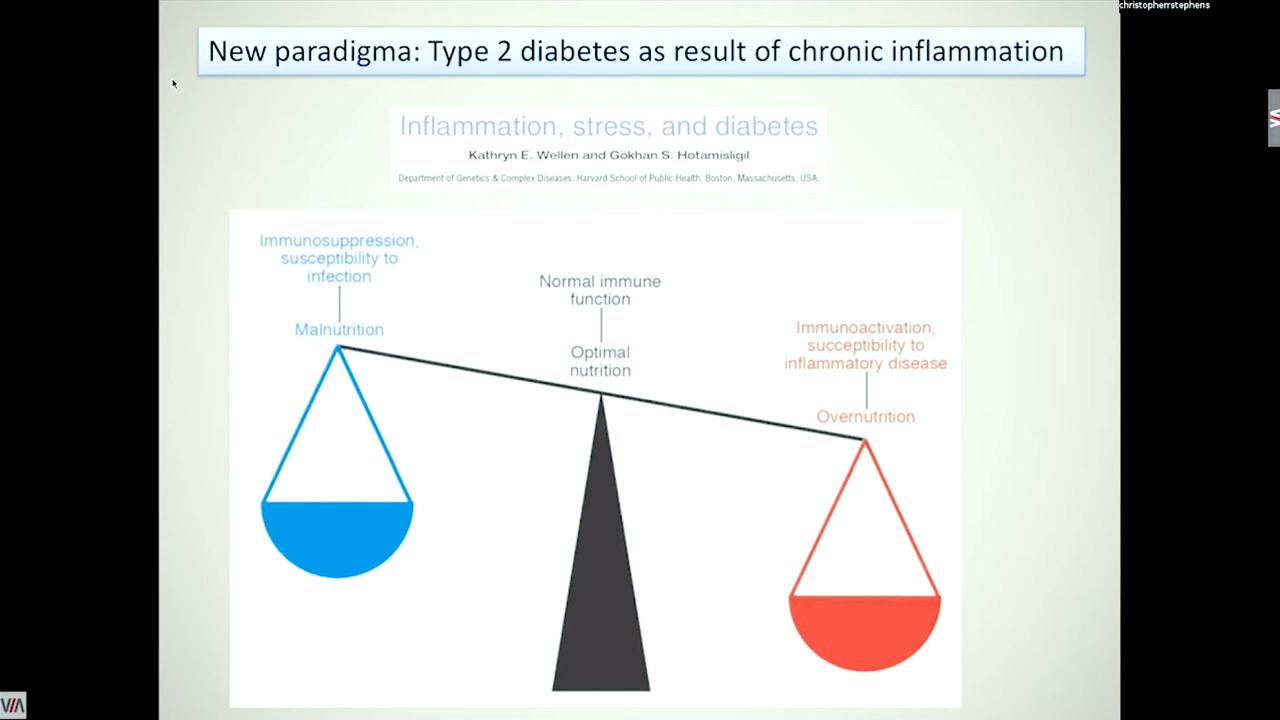 christopherrstephens
New paradigma: Type 2 diabetes as result of chronic inflammation
Inflammation, stress, and diabetes
Kathryn E. Wellen and Gökhan S. Hotamisligil
Department of Genetics & Complex Diseases, Harvard School of Public Health, Boston, Massachusetts, USA.
Immunosuppression,
susceptibility to
infection
Malnutrition
Normal immune
function
Optimal
nutrition
Immunoactivation,
succeptibility to
inflammatory disease
Overnutrition
VIA